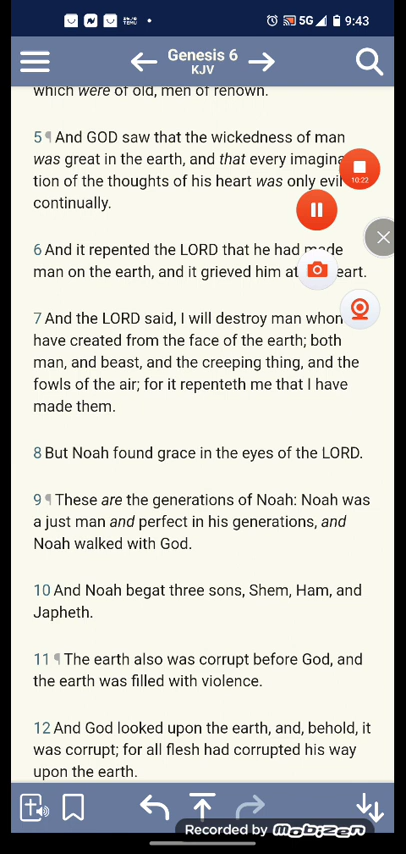 5G 9:43
Genesis 6
KJV
which were of old, men of renown.
5 ¶ And GOD saw that the wickedness of man
was great in the earth, and that every imagina
tion of the thoughts of his heart was only evil
10:22
continually.
6 And it repented the LORD that he had made
man on the earth, and it grieved him at eart.
7 And the LORD said, I will destroy man whom
have created from the face of the earth; both
man, and beast, and the creeping thing, and the
fowls of the air; for it repenteth me that I have
made them.
8 But Noah found grace in the eyes of the LORD.
9 ¶ These are the generations of Noah: Noah was
a just man and perfect in his generations, and
Noah walked with God.
10 And Noah begat three sons, Shem, Ham, and
Japheth.
11 ¶ The earth also was corrupt before God, and
the earth was filled with violence.
12 And God looked upon the earth, and, behold, it
was corrupt; for all flesh had corrupted his way
upon the earth.
Recorded by mobizen